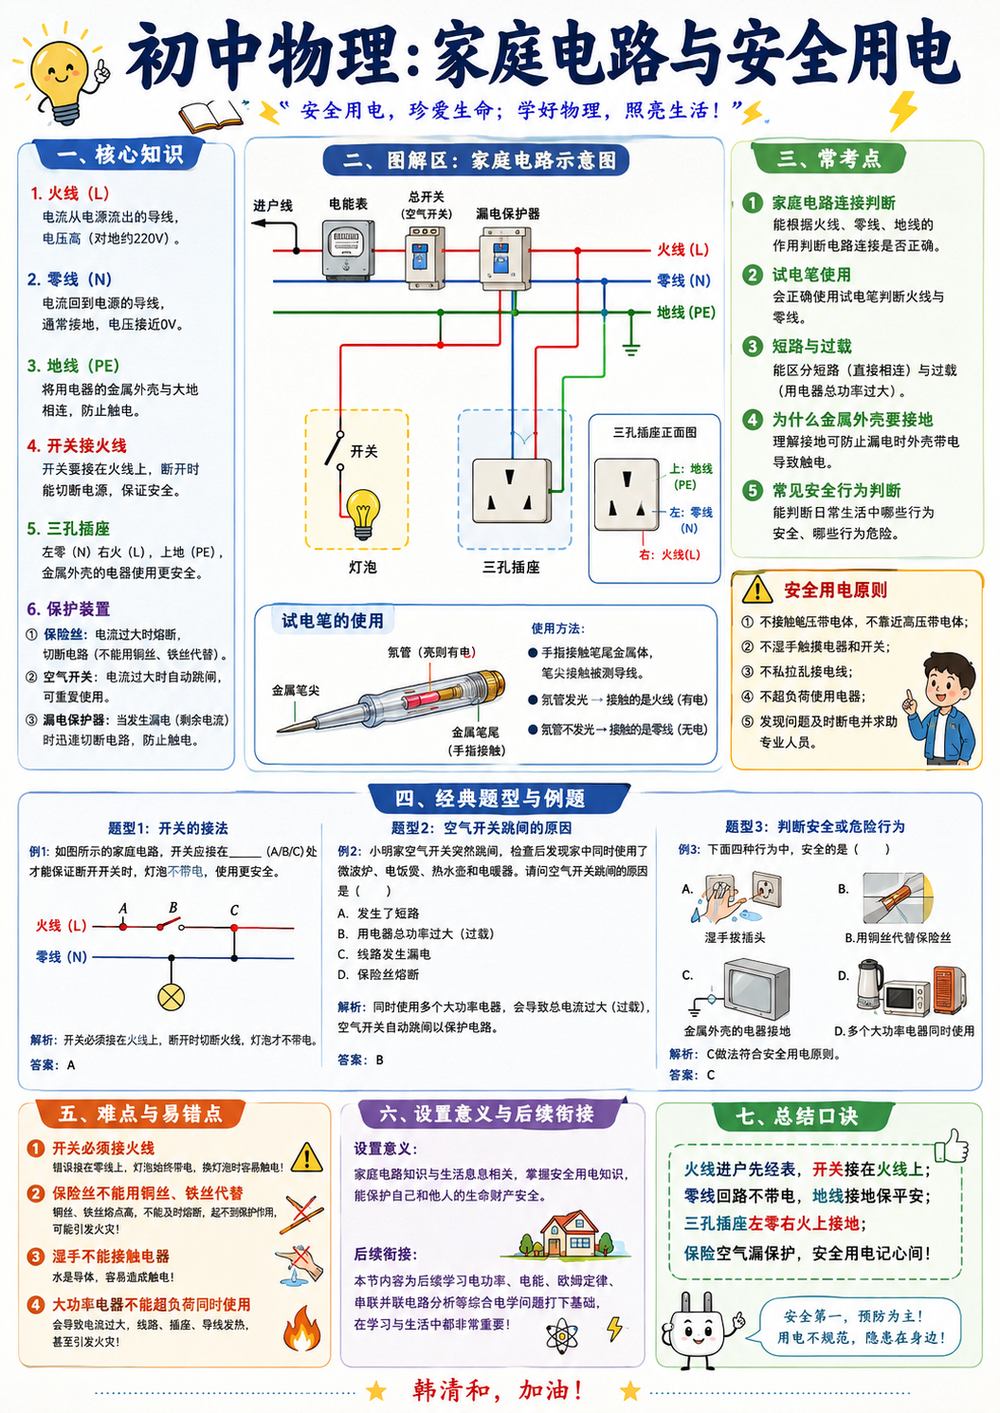 初中物理：家庭电路与安全用电
“安全用电，珍爱生命；学好物理，照亮生活！”
一、核心知识
1. 火线（L）
电流从电源流出的导线，
电压高（对地约220V）。
2. 零线（N）
电流回到电源的导线，
通常接地，电压接近0V。
3. 地线（PE）
将用电器的金属外壳与大地
相连，防止触电。
4. 开关接火线
开关要接在火线上，断开时
能切断电源，保证安全。
5. 三孔插座
左零（N）右火（L），上地（PE），
金属外壳的电器使用更安全。
6. 保护装置
① 保险丝：电流过大时熔断，
切断电路（不能用铜丝、铁丝代替）。
② 空气开关：电流过大时自动跳闸，
可重复使用。
③ 漏电保护器：当发生漏电（剩余电流）
时迅速切断电路，防止触电。
二、图解区：家庭电路示意图
进户线
电能表
总开关
（空气开关）
漏电保护器
火线（L）
零线（N）
地线（PE）
开关
灯泡
三孔插座
三孔插座正面图
上：地线
（PE）
左：零线
（N）
右：火线(L)
试电笔的使用
氖管（亮则有电）
金属笔尖
金属笔尾
（手指接触）
使用方法：
● 手指接触笔尾金属体，
笔尖接触被测导线。
● 氖管发光 → 接触的是火线（有电）
● 氖管不发光→接触的是零线（无电）
三、常考点
1 家庭电路连接判断
能根据火线、零线、地线的
作用判断电路连接是否正确。
2 试电笔使用
会正确使用试电笔判断火线与
零线。
3 短路与过载
能区分短路（直接相连）与过载
（用电器总功率过大）。
4 为什么金属外壳要接地
理解接地可防止漏电时外壳带电
导致触电。
5 常见安全行为判断
能判断日常生活中哪些行为
安全、哪些行为危险。
安全用电原则
① 不接触压带电体，不靠近高压带电体；
② 不湿手触摸电器和开关；
③ 不私拉乱接电线；
④ 不超负荷使用电器；
⑤ 发现问题及时断电并求助
专业人员。
四、经典题型与例题
题型1：开关的接法
例1：如图所示的家庭电路，开关应接在_____（A/B/C)处
才能保证断开开关时，灯泡不带电，使用更安全。
A
B
C
火线（L）
零线（N）
解析：开关必须接在火线上，断开时切断火线，灯泡才不带电。
答案：A
题型2：空气开关跳闸的原因
例2：小明家空气开关突然跳闸，检查后发现家中同时使用了
微波炉、电饭煲、热水壶和电暖器。请问空气开关跳闸的原因
是（　　）
A. 发生了短路
B. 用电器总功率过大（过载）
C. 线路发生漏电
D. 保险丝熔断
解析：同时使用多个大功率电器，会导致总电流过大（过载），
空气开关自动跳闸以保护电路。
答案：B
题型3：判断安全或危险行为
例3：下面四种行为中，安全的是（　　）
A.
湿手拔插头
B.
B.用铜丝代替保险丝
C.
金属外壳的电器接地
D.
D.多个大功率电器同时使用
解析：C做法符合安全用电原则。
答案：C
五、难点与易错点
1 开关必须接火线
错误接在零线上，灯泡始终带电，换灯泡时容易触电！
2 保险丝不能用铜丝、铁丝代替
铜丝、铁丝熔点高，不能及时熔断，起不到保护作用，
可能引发火灾！
3 湿手不能接触电器
水是导体，容易造成触电！
4 大功率电器不能超负荷同时使用
会导致电流过大，线路、插座、导线发热，
甚至引发火灾！
六、设置意义与后续衔接
设置意义：
家庭电路知识与生活息息相关，掌握安全用电知识，
能保护自己和他人的生命财产安全。
后续衔接：
本节内容为后续学习电功率、电能、欧姆定律、
串联并联电路分析等综合电学问题打下基础，
在学习与生活中都非常重要！
七、总结口诀
火线进户先经表，开关接在火线上；
零线回路不带电，地线接地保平安；
三孔插座左零右火上接地；
保险空气漏保护，安全用电记心间！
安全第一，预防为主！
用电不规范，隐患在身边！
韩清和，加油！